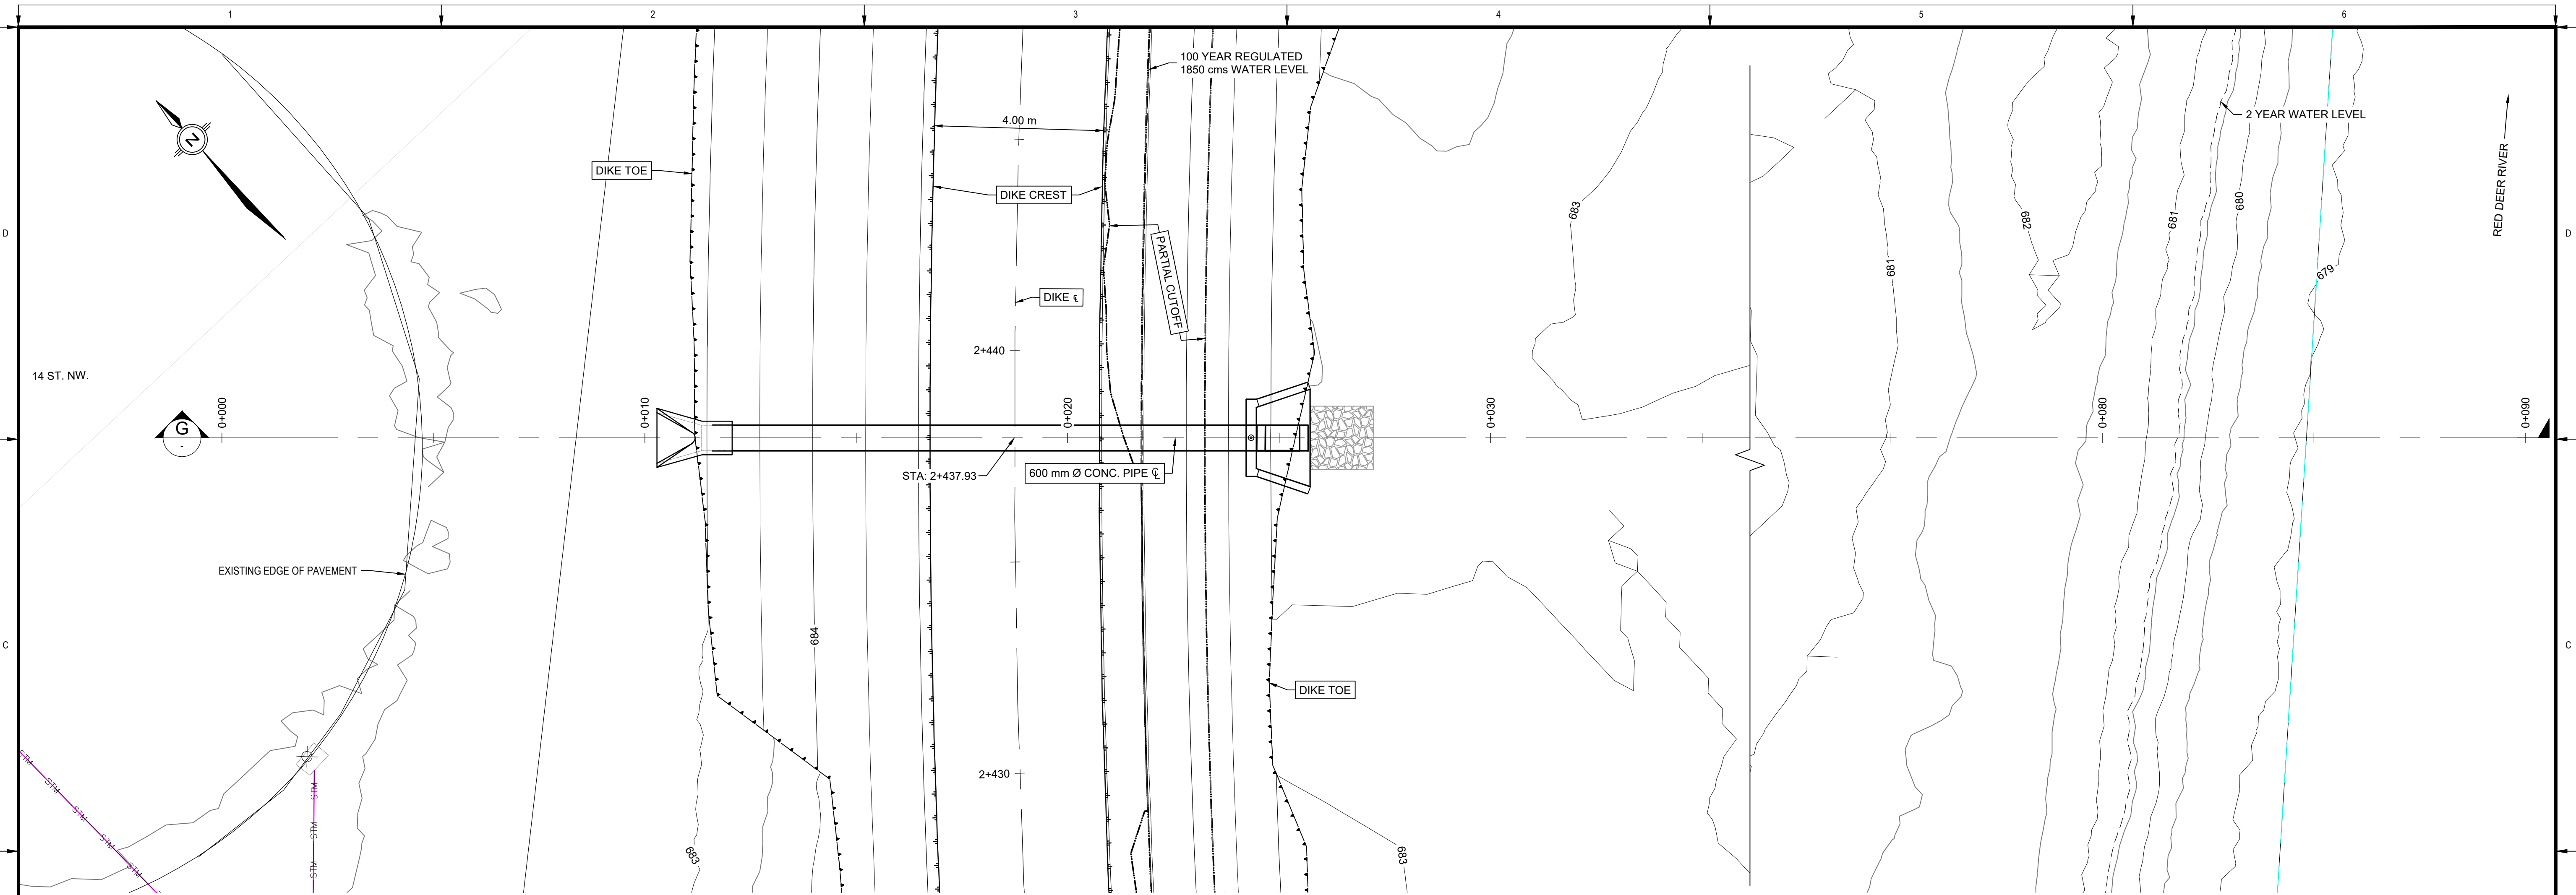 1
2
3
4
5
6
100 YEAR REGULATED
1850 cms WATER LEVEL
2 YEAR WATER LEVEL
4.00 m
N
DIKE TOE
DIKE CREST
683
682
681
680
RED DEER RIVER
D
D
PARTIAL CUTOFF
681
679
DIKE ℄
2+440
14 ST. NW.
G
-
0+000
0+010
0+020
0+030
0+080
0+090
STA: 2+437.93
600 mm Ø CONC. PIPE ℄
EXISTING EDGE OF PAVEMENT
684
C
C
DIKE TOE
2+430
STM
STM
STM
STM
STM
STM
STM
STM
683
683